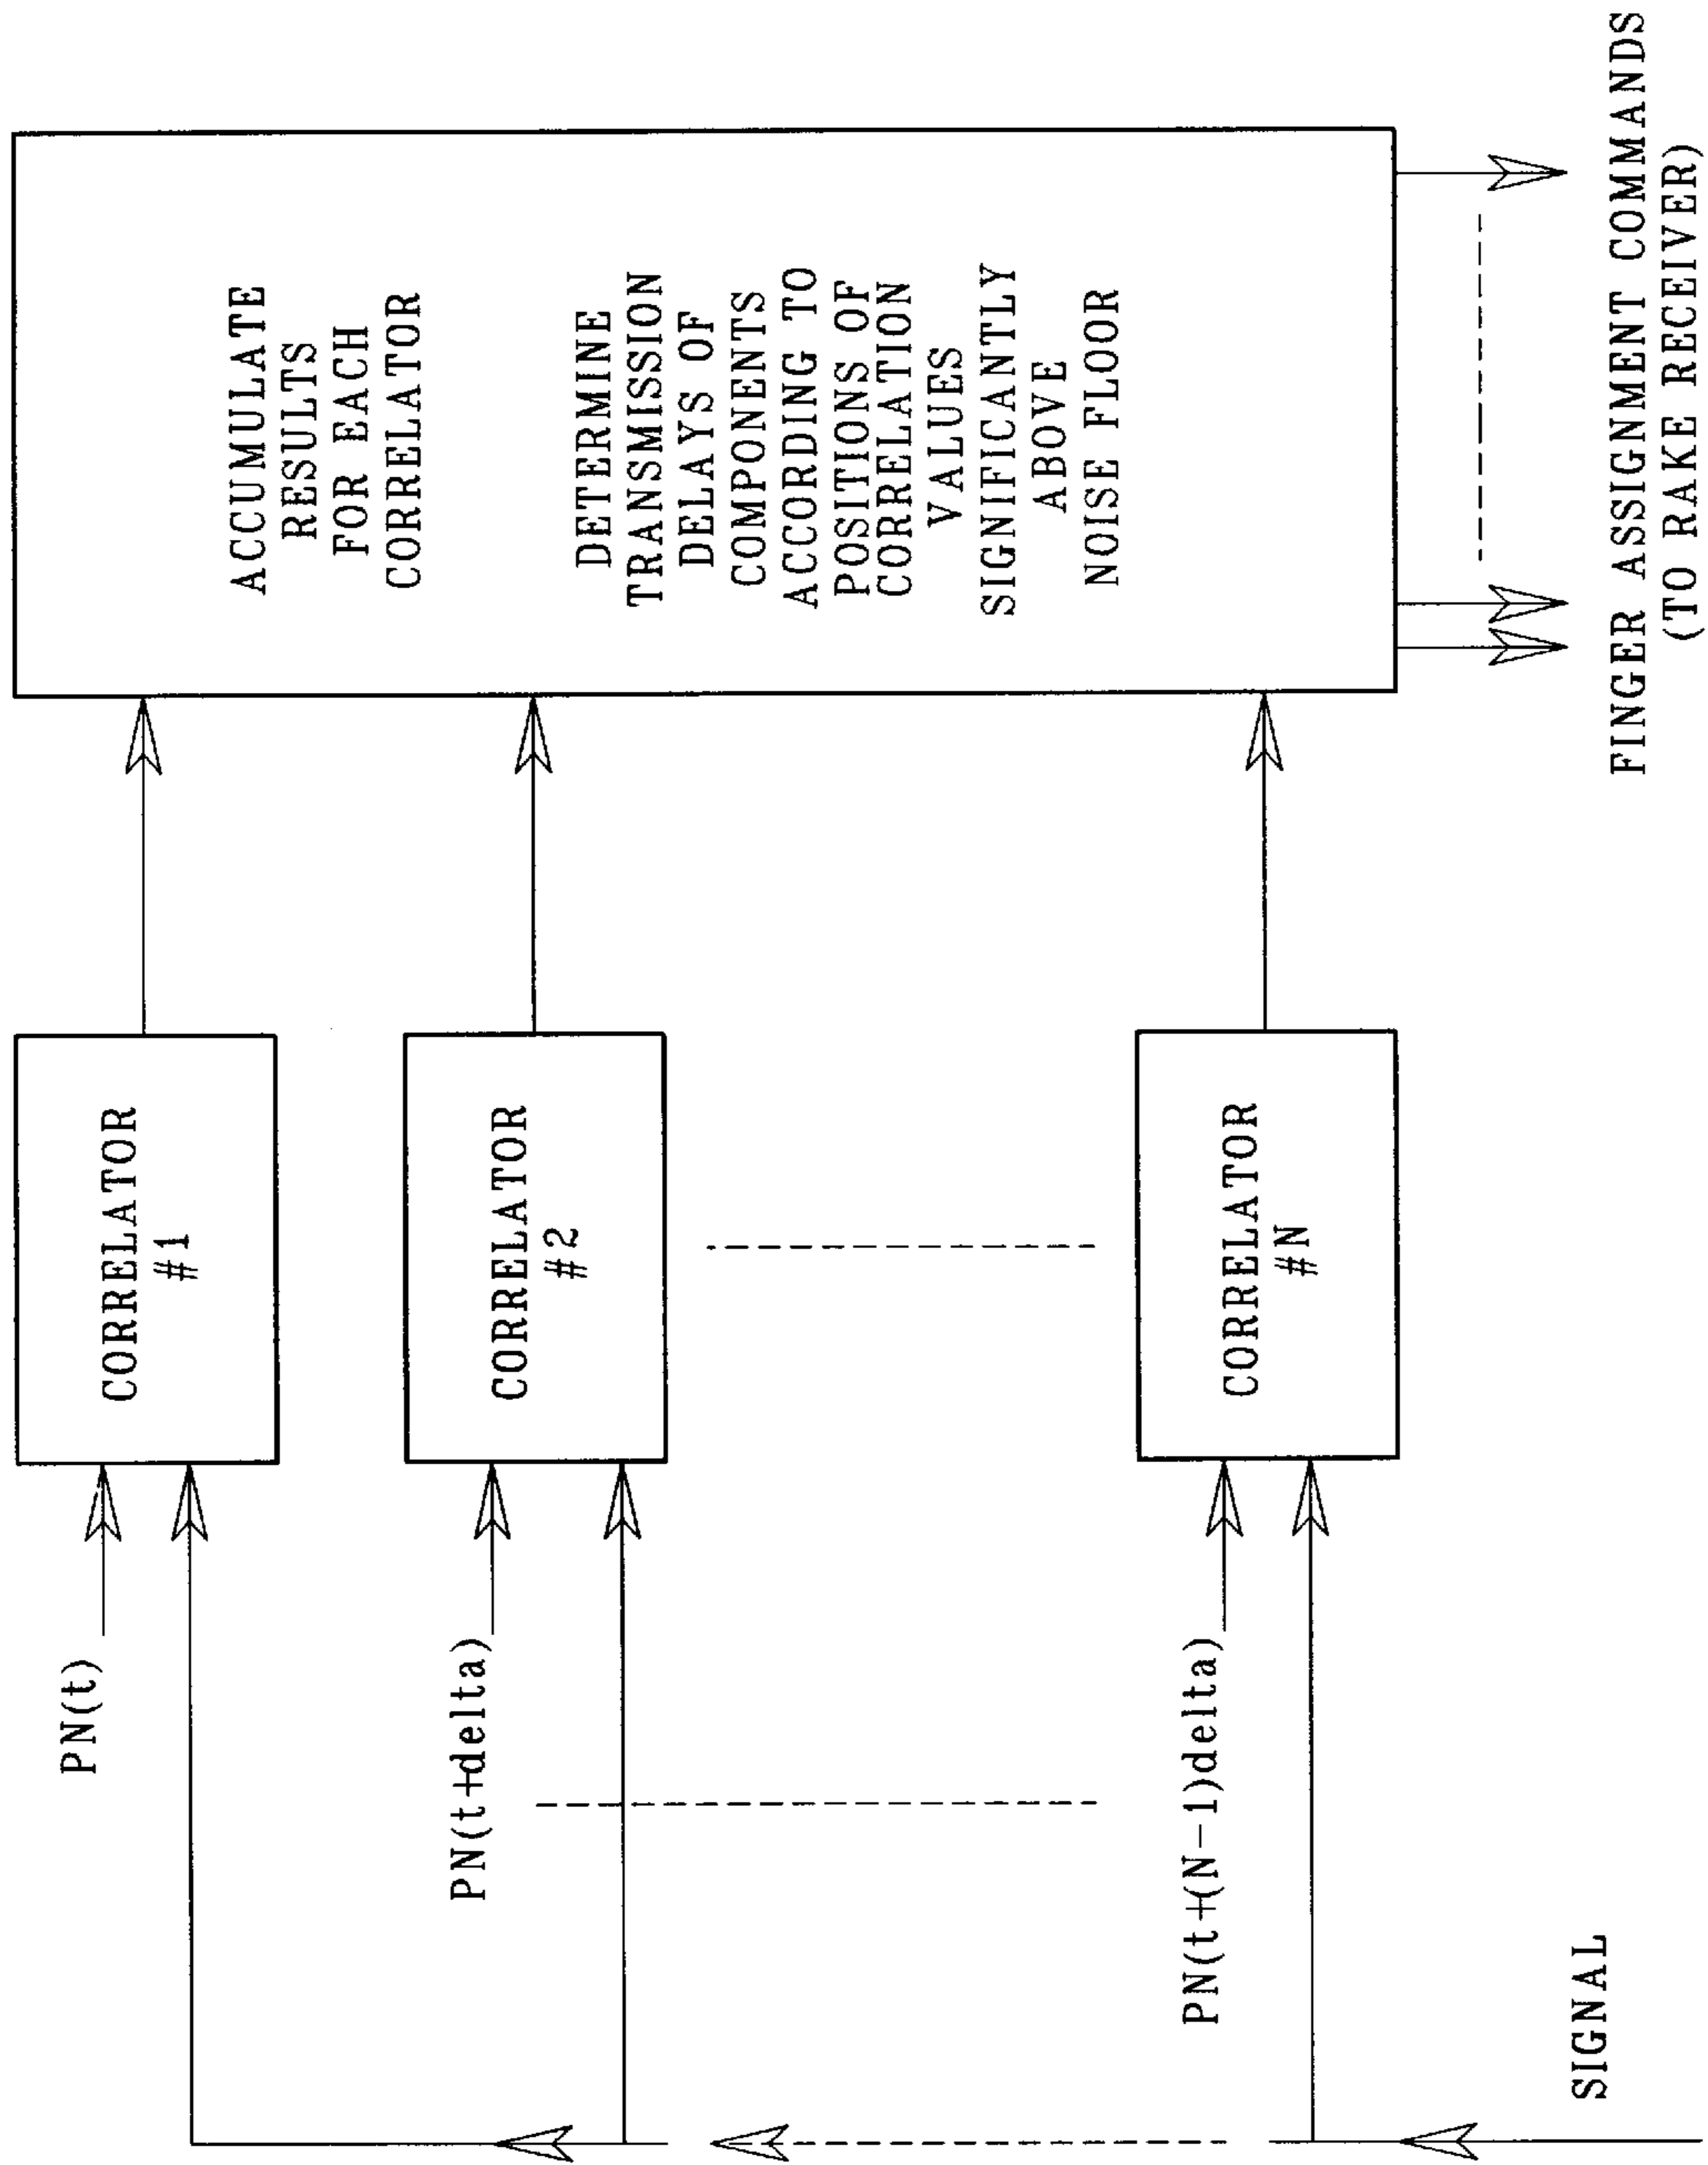 PN(t)
CORRELATOR
#1
PN(t+delta)
CORRELATOR
#2
PN(t+(N-1)delta)
CORRELATOR
#N
SIGNAL
ACCUMULATE
RESULTS
FOR EACH
CORRELATOR
DETERMINE
TRANSMISSION
DELAYS OF
COMPONENTS
ACCORDING TO
POSITIONS OF
CORRELATION
VALUES
SIGNIFICANTLY
ABOVE
NOISE FLOOR
FINGER ASSIGNMENT COMMANDS
(TO RAKE RECEIVER)